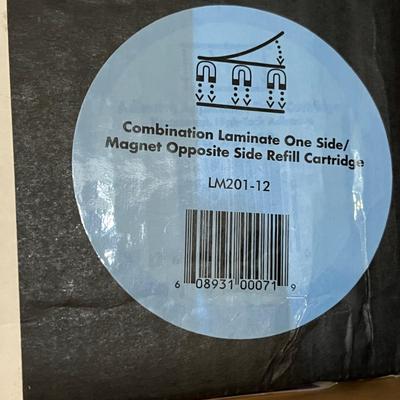 Combination Laminate One Side/
Magnet Opposite Side Refill Cartridge
LM201-12
6 08931 00071 9